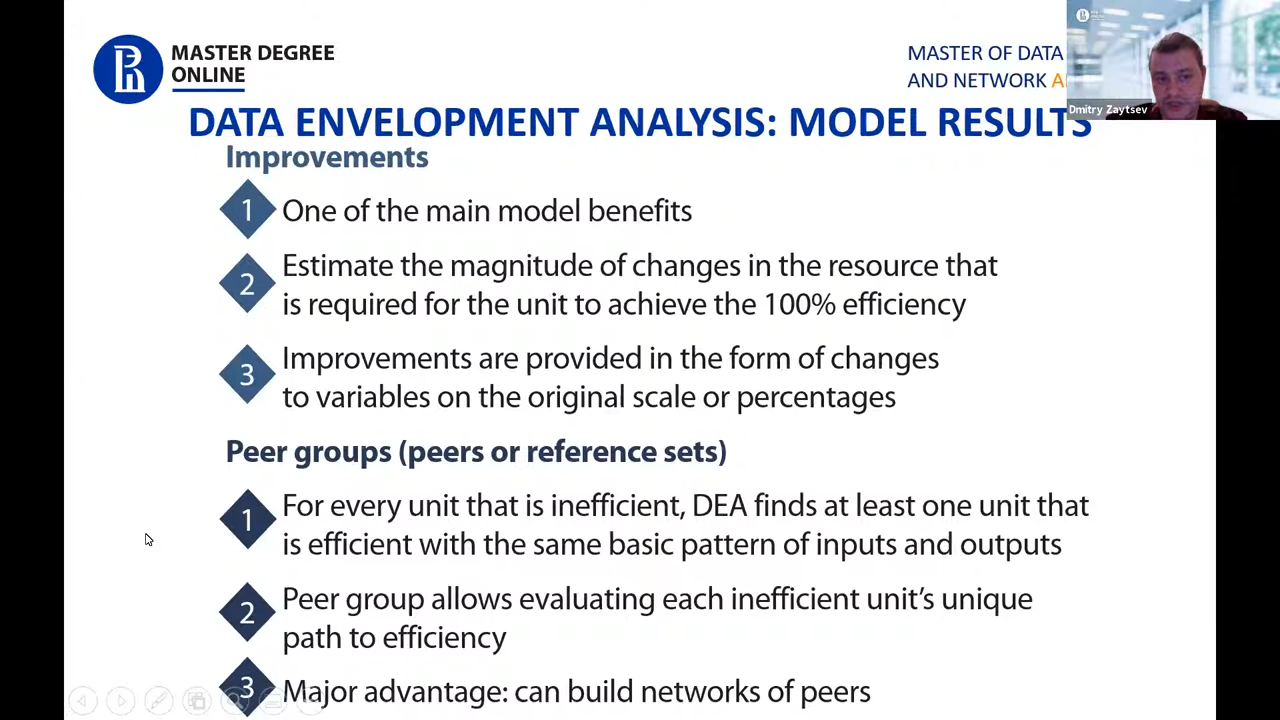 MASTER DEGREE
ONLINE
MASTER OF DATA
AND NETWORK
Dmitry Zaytsev
DATA ENVELOPMENT ANALYSIS: MODEL RESULTS
Improvements
1 One of the main model benefits
2 Estimate the magnitude of changes in the resource that
is required for the unit to achieve the 100% efficiency
3 Improvements are provided in the form of changes
to variables on the original scale or percentages
Peer groups (peers or reference sets)
1 For every unit that is inefficient, DEA finds at least one unit that
is efficient with the same basic pattern of inputs and outputs
2 Peer group allows evaluating each inefficient unit's unique
path to efficiency
3 Major advantage: can build networks of peers